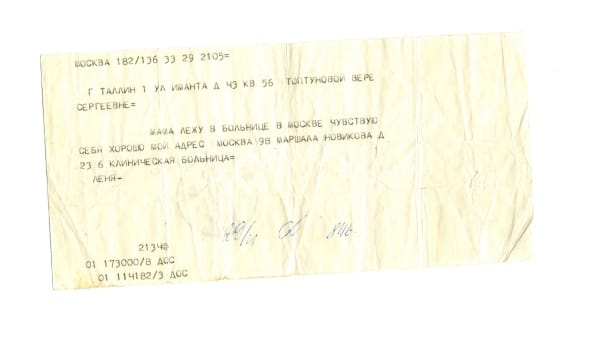 МОСКВА 182/136 33 29 2105=
Г ТАЛЛИН 1 УЛ ИМАНТА Д 43 КВ 56 ТОПТУНОВОЙ ВЕРЕ
СЕРГЕЕВНЕ=
МАМА ЛЕЖУ В БОЛЬНИЦЕ В МОСКВЕ ЧУВСТВУЮ
СЕБЯ ХОРОШО МОЙ АДРЕС МОСКВА 98 МАРШАЛА НОВИКОВА Д
23 6 КЛИНИЧЕСКАЯ БОЛЬНИЦА=
ЛЕНЯ-
01 173000/8 ДОС
01 114182/3 ДОС